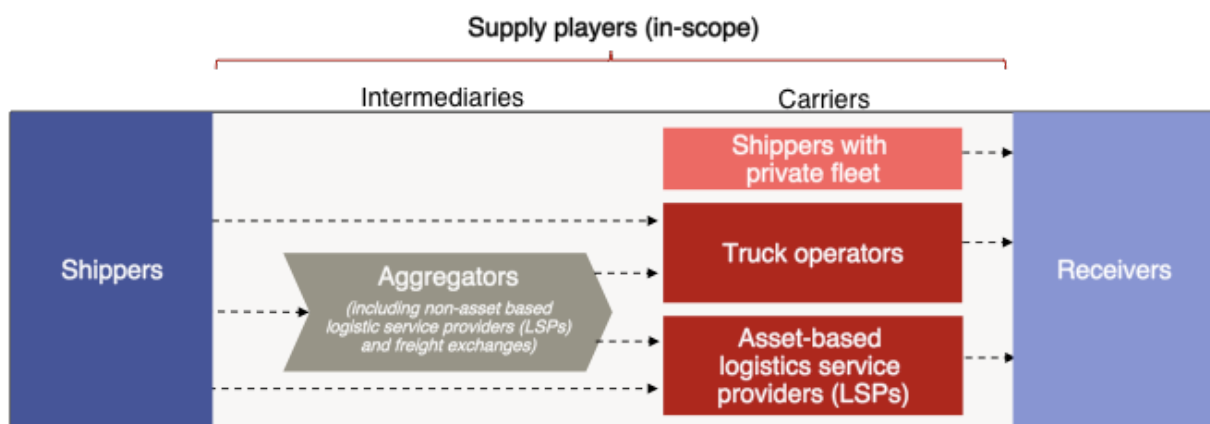 Supply players (in-scope)
Intermediaries
Carriers
Shippers with
private fleet
Truck operators
Shippers
Aggregators
(including non-asset based
logistic service providers (LSPs)
and freight exchanges)
Receivers
Asset-based
logistics service
providers (LSPs)